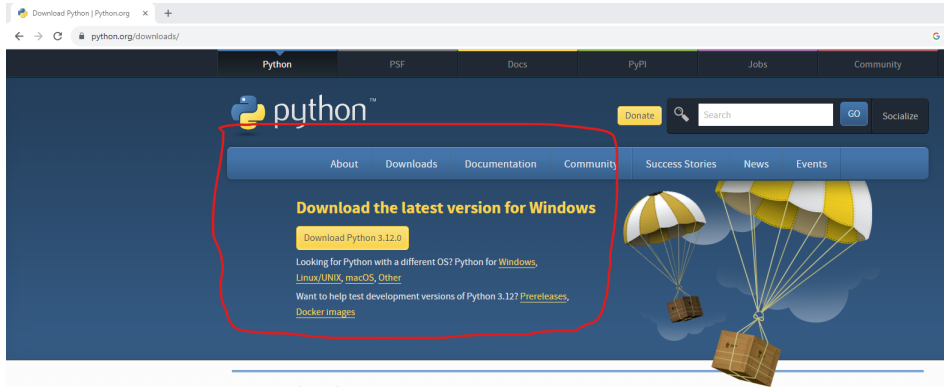 Download Python | Python.org
python.org/downloads/
G
Python PSF Docs PyPI Jobs Community
python™
Donate Search GO Socialize
About Downloads Documentation Community Success Stories News Events
Download the latest version for Windows
Download Python 3.12.0
Looking for Python with a different OS? Python for Windows,
Linux/UNIX, macOS, Other
Want to help test development versions of Python 3.12? Prereleases,
Docker images